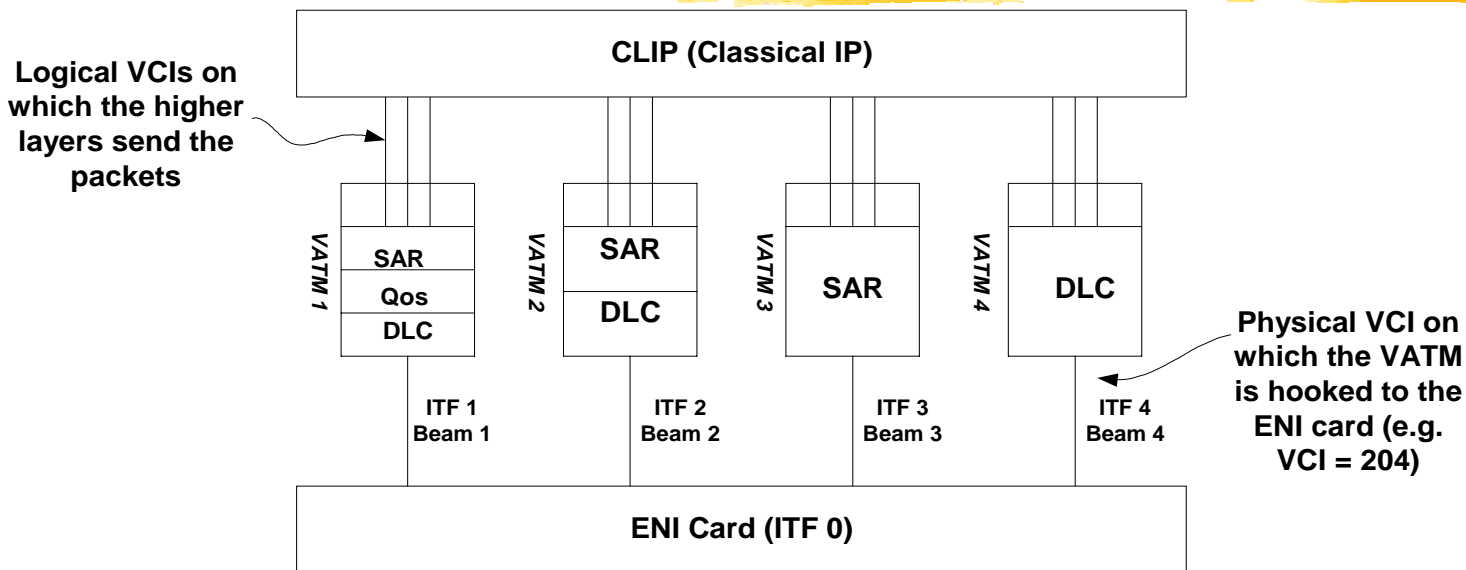 CLIP (Classical IP)
Logical VCIs on
which the higher
layers send the
packets
VATM 1
SAR
Qos
DLC
VATM 2
SAR
DLC
VATM 3
SAR
VATM 4
DLC
Physical VCI on
which the VATM
is hooked to the
ENI card (e.g.
VCI = 204)
ITF 1
Beam 1
ITF 2
Beam 2
ITF 3
Beam 3
ITF 4
Beam 4
ENI Card (ITF 0)